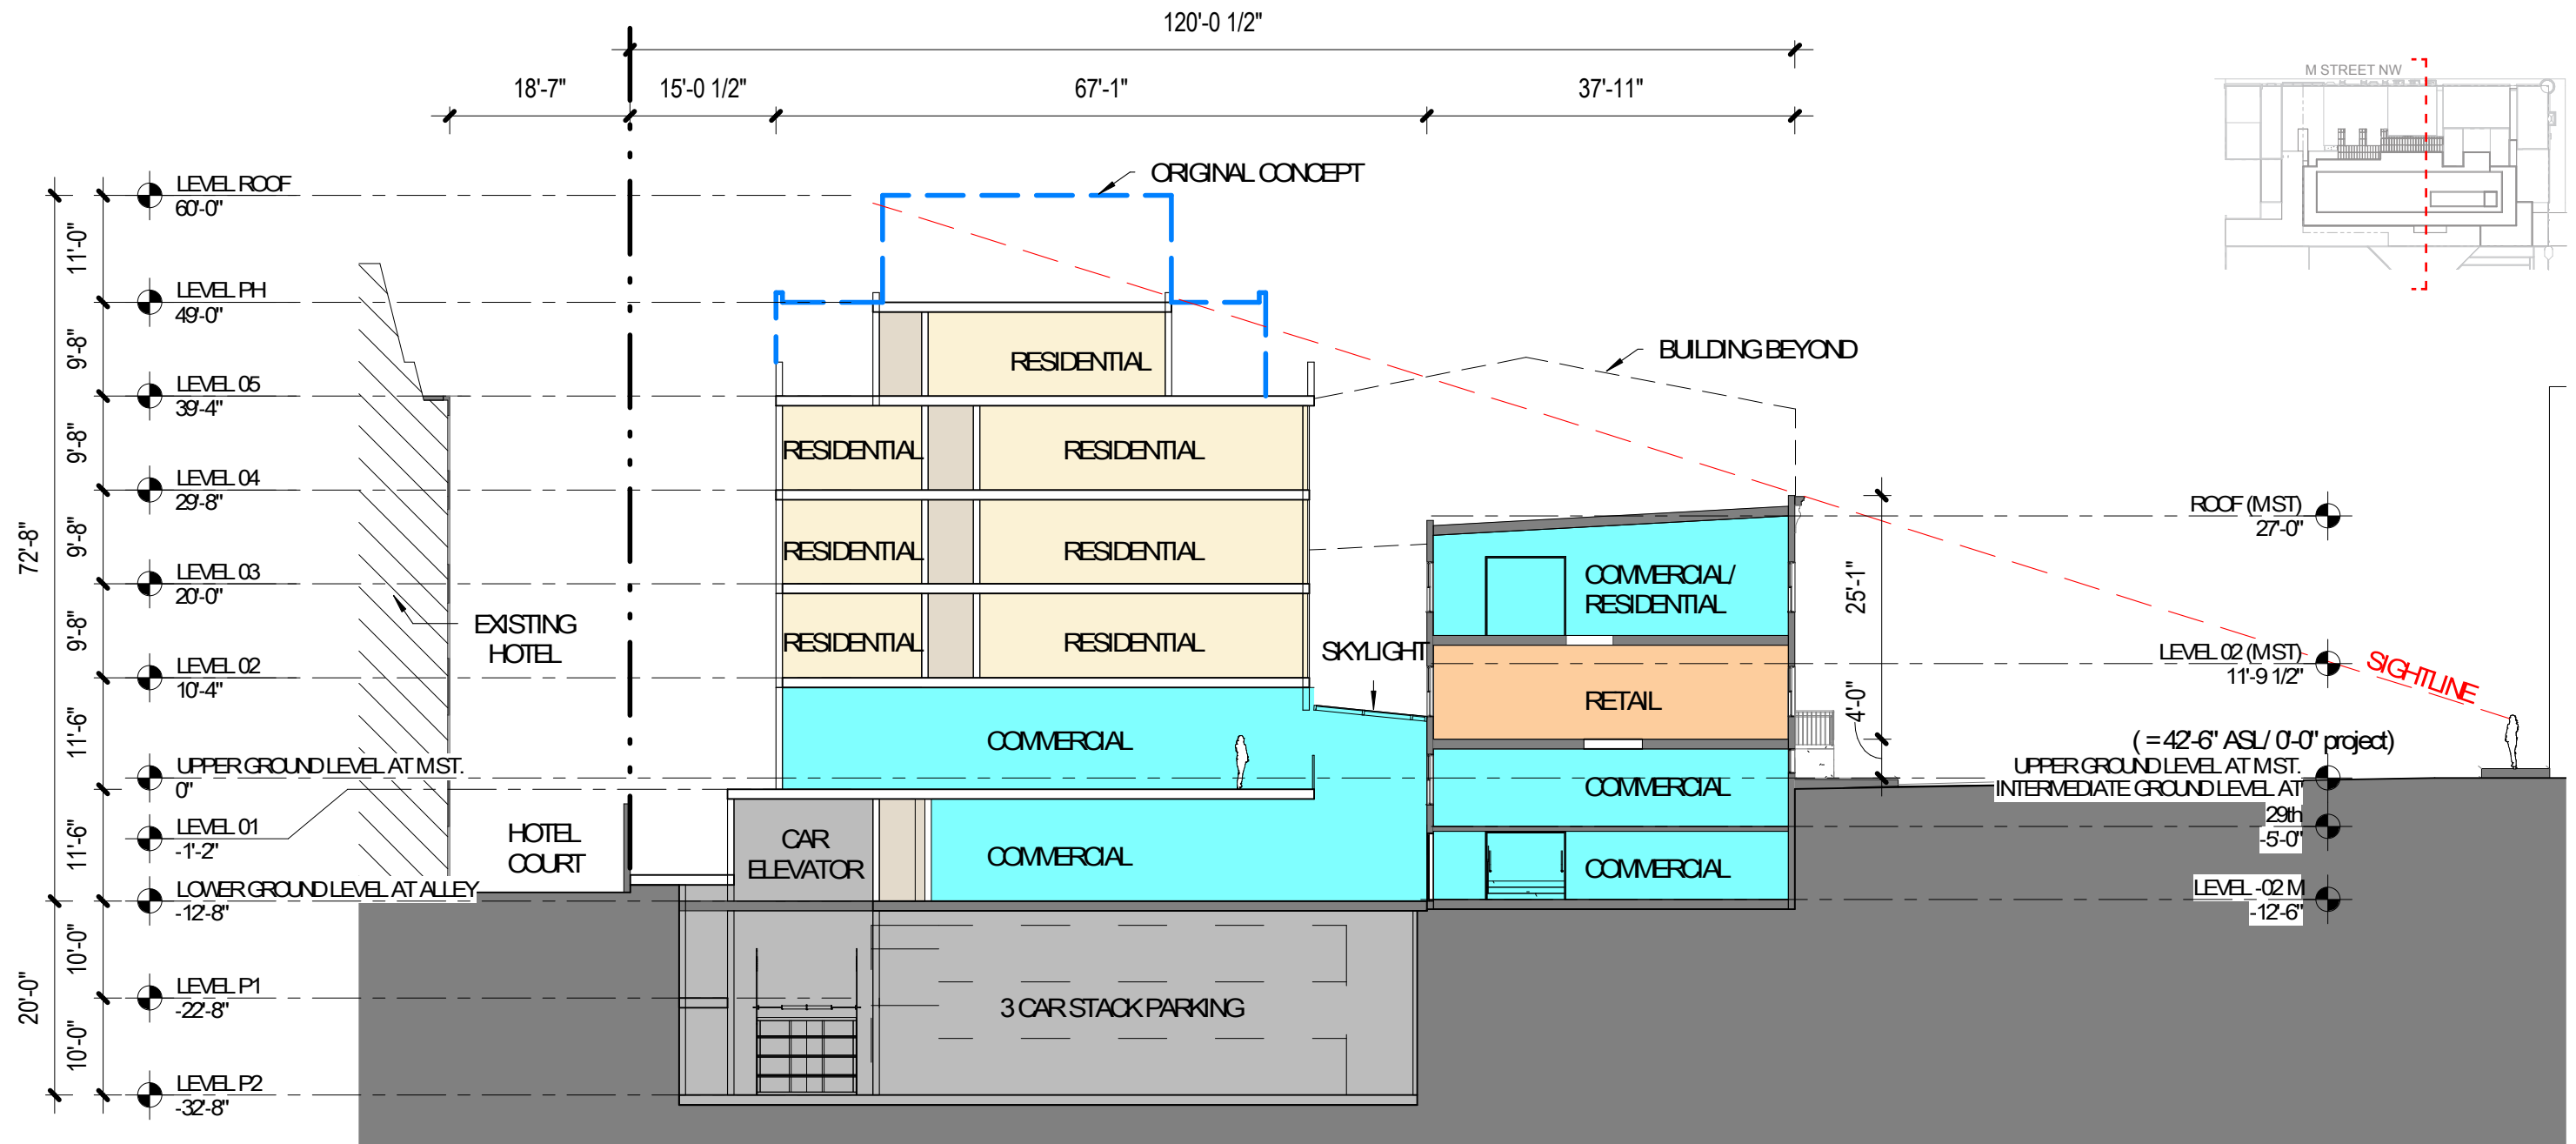 120'-0 1/2"
18'-7"
15'-0 1/2"
67'-1"
37'-11"
M STREET NW
ORIGINAL CONCEPT
LEVEL ROOF
60'-0"
11'-0"
LEVEL PH
49'-0"
9'-8"
LEVEL 05
39'-4"
9'-8"
LEVEL 04
29'-8"
9'-8"
LEVEL 03
20'-0"
9'-8"
LEVEL 02
10'-4"
11'-6"
UPPER GROUND LEVEL AT M ST.
0"
LEVEL 01
-1'-2"
11'-6"
LOWER GROUND LEVEL AT ALLEY
-12'-8"
10'-0"
LEVEL P1
-22'-8"
10'-0"
LEVEL P2
-32'-8"
72'-8"
20'-0"
EXISTING
HOTEL
HOTEL
COURT
RESIDENTIAL
RESIDENTIAL
RESIDENTIAL
RESIDENTIAL
RESIDENTIAL
RESIDENTIAL
RESIDENTIAL
COMMERCIAL
CAR
ELEVATOR
COMMERCIAL
3 CAR STACK PARKING
SKYLIGHT
BUILDING BEYOND
COMMERCIAL/
RESIDENTIAL
RETAIL
COMMERCIAL
COMMERCIAL
25'-1"
4'-0"
ROOF (M ST)
27'-0"
LEVEL 02 (M ST)
11'-9 1/2"
SIGHTLINE
( = 42'-6" ASL/ 0'-0" project)
UPPER GROUND LEVEL AT M ST.
INTERMEDIATE GROUND LEVEL AT
29th
-5'-0"
LEVEL -02 M
-12'-6"